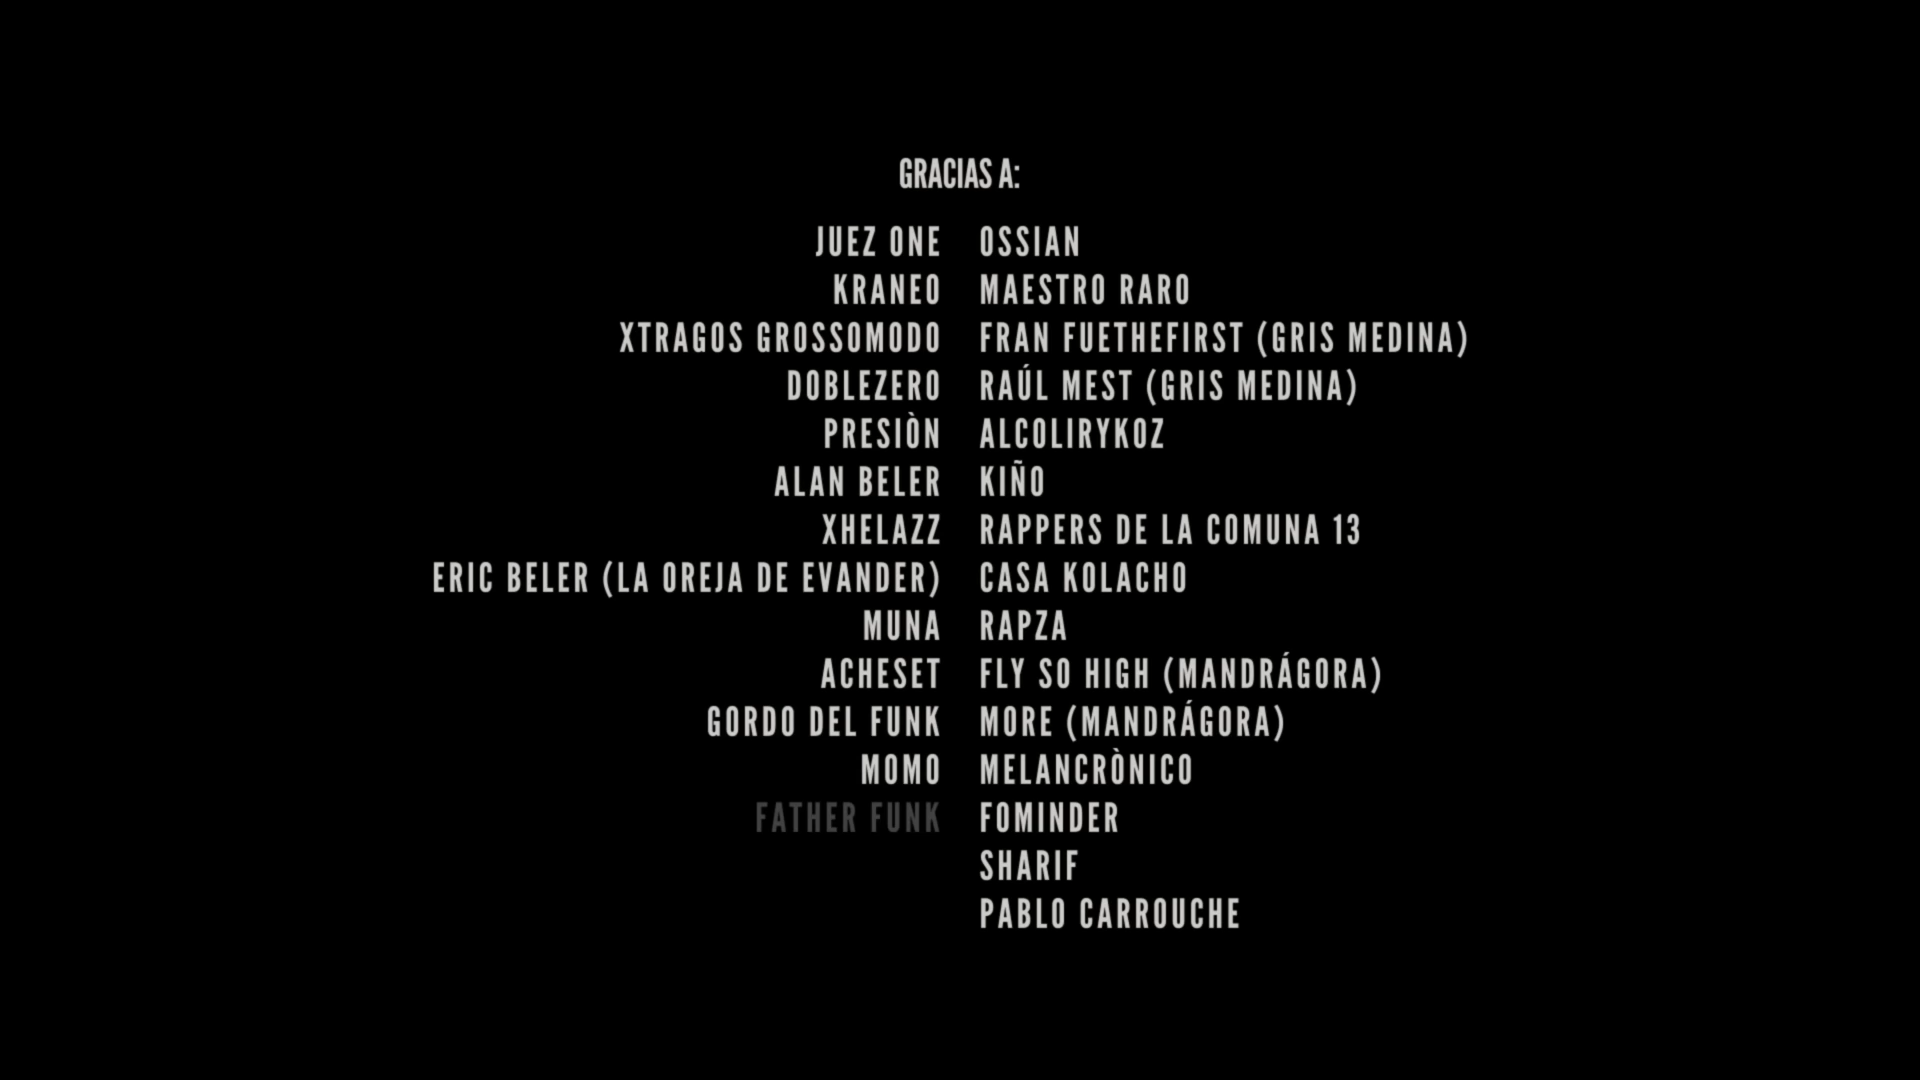 GRACIAS A:
JUEZ ONE OSSIAN
KRANEO MAESTRO RARO
XTRAGOS GROSSOMODO FRAN FUETHEFIRST (GRIS MEDINA)
DOBLEZERO RAÚL MEST (GRIS MEDINA)
PRESIÒN ALCOLIRYKOZ
ALAN BELER KIÑO
XHELAZZ RAPPERS DE LA COMUNA 13
ERIC BELER (LA OREJA DE EVANDER) CASA KOLACHO
MUNA RAPZA
ACHESET FLY SO HIGH (MANDRÁGORA)
GORDO DEL FUNK MORE (MANDRÁGORA)
MOMO MELANCRÒNICO
FATHER FUNK FOMINDER
SHARIF
PABLO CARROUCHE